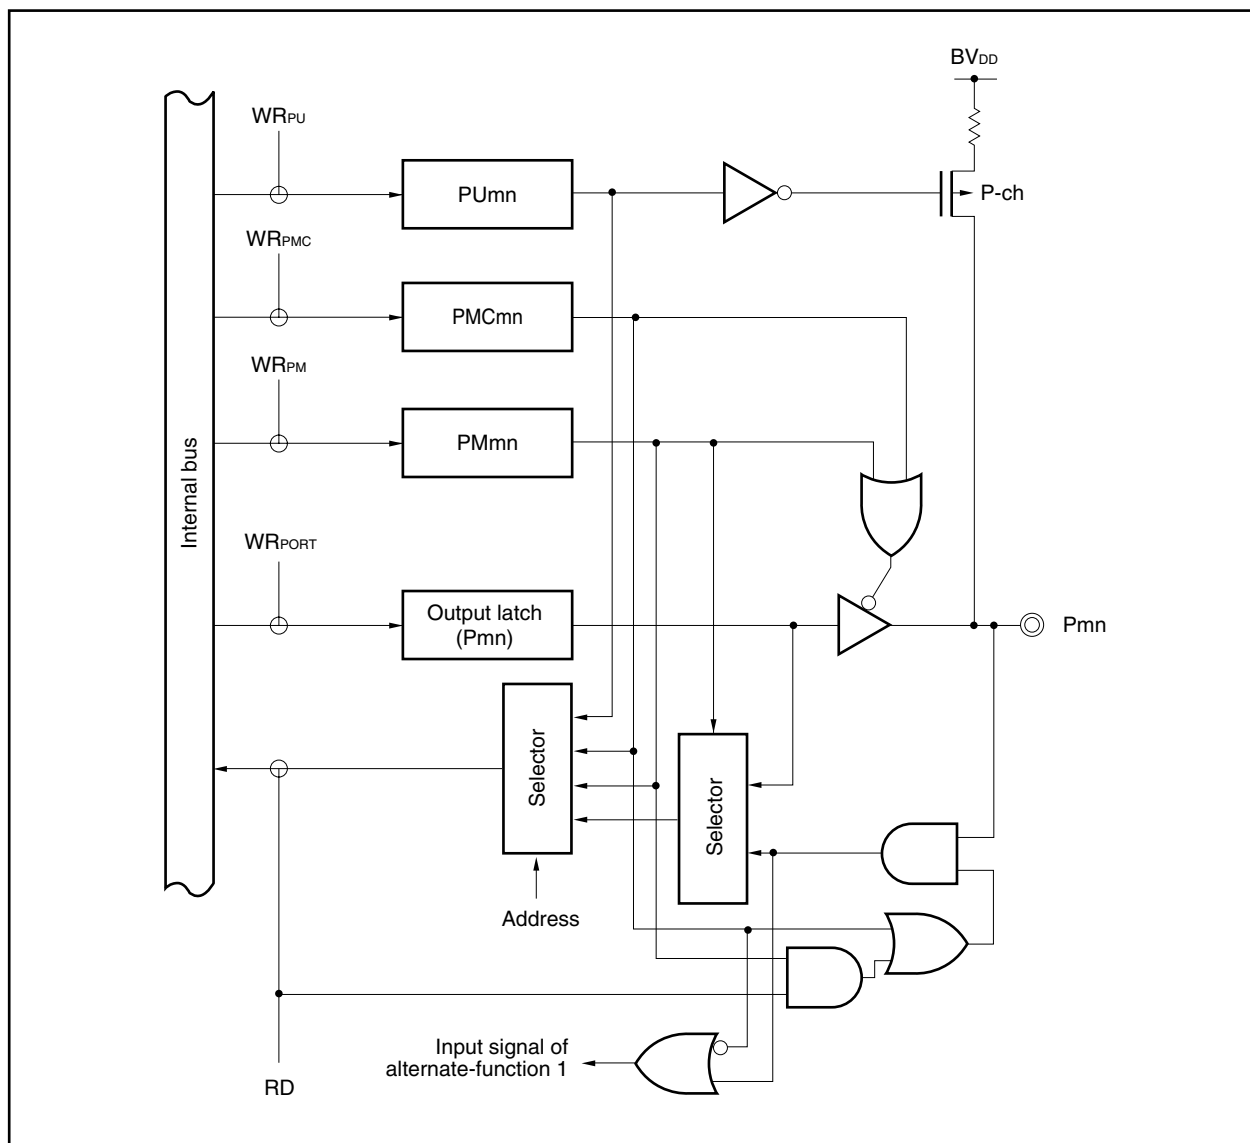 BVDD
WRPU
PUmn
P-ch
WRPMC
PMCmn
WRPM
PMmn
Internal bus
WRPORT
Output latch
(Pmn)
Pmn
Selector
Selector
Address
Input signal of
alternate-function 1
RD